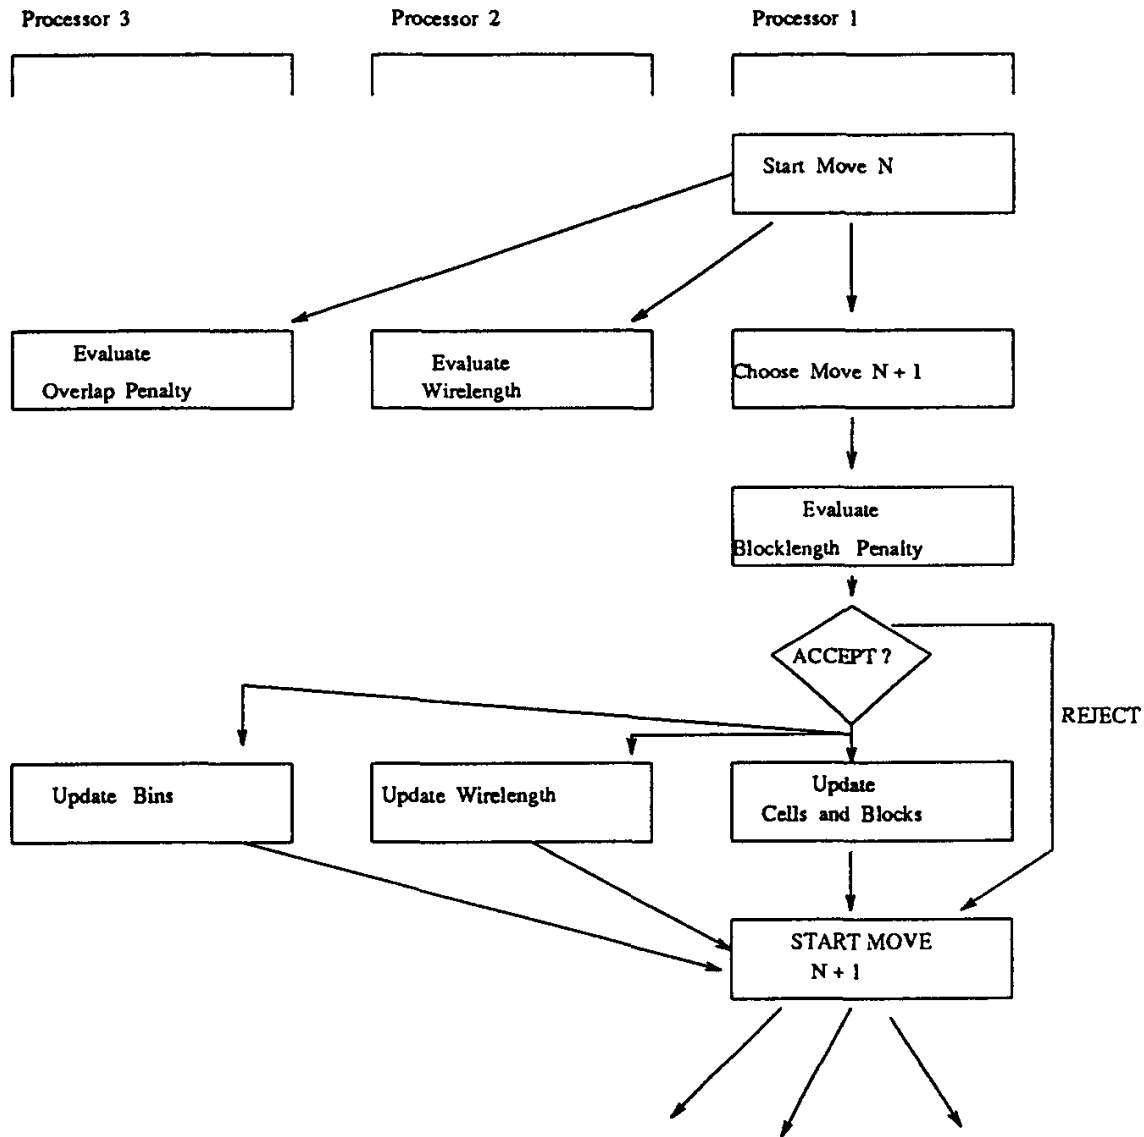 Processor 3
Processor 2
Processor 1
Start Move N
Evaluate
Overlap Penalty
Evaluate
Wirelength
Choose Move N + 1
Evaluate
Blocklength Penalty
ACCEPT ?
REJECT
Update Bins
Update Wirelength
Update
Cells and Blocks
START MOVE
N + 1